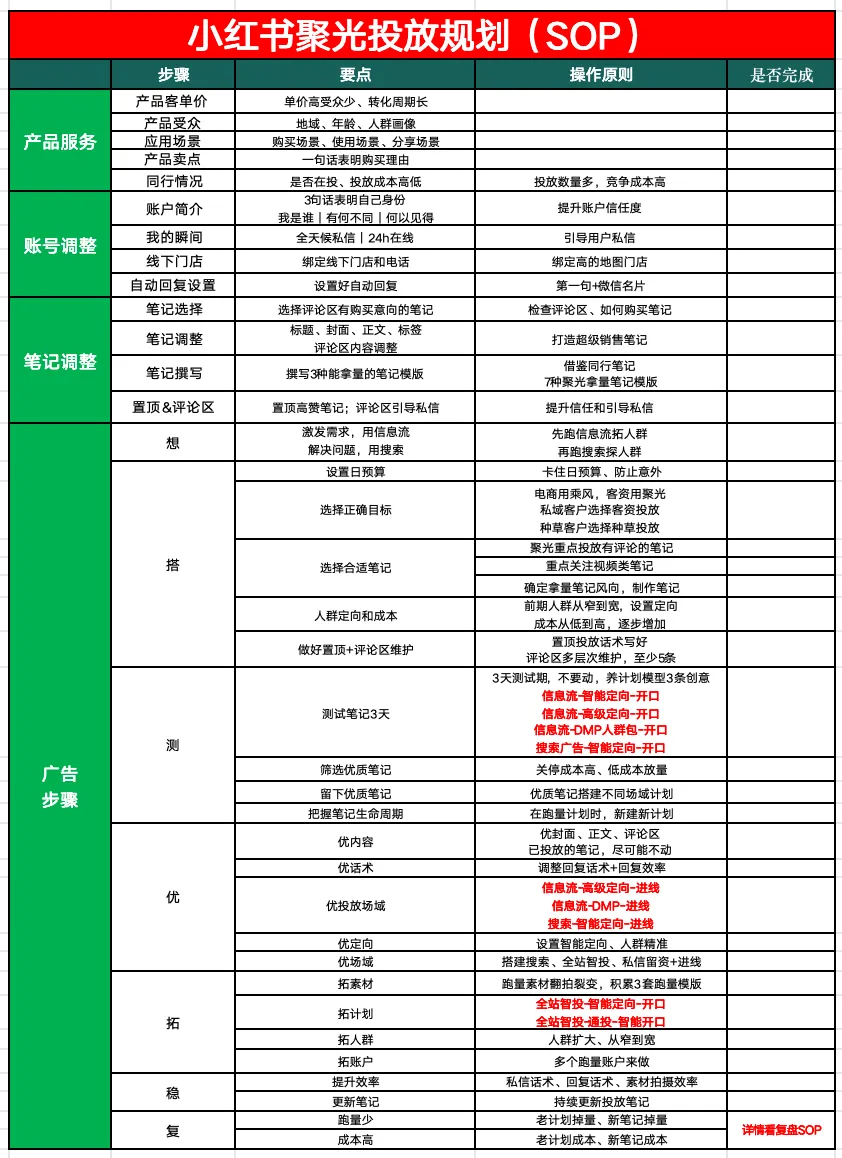 小红书聚光投放规划（SOP）
步骤 要点 操作原则 是否完成
产品服务
产品客单价 单价高受众少、转化周期长
产品受众 地域、年龄、人群画像
应用场景 购买场景、使用场景、分享场景
产品卖点 一句话表明购买理由
同行情况 是否在投、投放成本高低 投放数量多，竞争成本高
账号调整
账户简介 3句话表明自己身份
我是谁｜有何不同｜何以见得 提升账户信任度
我的瞬间 全天候私信｜24h在线 引导用户私信
线下门店 绑定线下门店和电话 绑定高的地图门店
自动回复设置 设置好自动回复 第一句+微信名片
笔记调整
笔记选择 选择评论区有购买意向的笔记 检查评论区、如何购买笔记
笔记调整 标题、封面、正文、标签
评论区内容调整 打造超级销售笔记
笔记撰写 撰写3种能拿量的笔记模版 借鉴同行笔记
7种聚光拿量笔记模版
置顶&评论区 置顶高赞笔记；评论区引导私信 提升信任和引导私信
广告
步骤
想 激发需求，用信息流
解决问题，用搜索 先跑信息流拓人群
再跑搜索探人群
搭
设置日预算 卡住日预算、防止意外
选择正确目标 电商用乘风，客资用聚光
私域客户选择客资投放
种草客户选择种草投放
选择合适笔记 聚光重点投放有评论的笔记
重点关注视频类笔记
确定拿量笔记风向，制作笔记
人群定向和成本 前期人群从窄到宽，设置定向
成本从低到高，逐步增加
做好置顶+评论区维护 置顶投放话术写好
评论区多层次维护，至少5条
测
测试笔记3天 3天测试期，不要动，养计划模型3条创意
信息流-智能定向-开口
信息流-高级定向-开口
信息流-DMP人群包-开口
搜索广告-智能定向-开口
筛选优质笔记 关停成本高、低成本放量
留下优质笔记 优质笔记搭建不同场域计划
把握笔记生命周期 在跑量计划时，新建新计划
优
优内容 优封面、正文、评论区
已投放的笔记，尽可能不动
优话术 调整回复话术+回复效率
优投放场域 信息流-高级定向-进线
信息流-DMP-进线
搜索-智能定向-进线
优定向 设置智能定向、人群精准
优场域 搭建搜索、全站智投、私信留资+进线
拓
拓素材 跑量素材翻拍裂变，积累3套跑量模版
拓计划 全站智投-智能定向-开口
全站智投-通投-智能开口
拓人群 人群扩大、从窄到宽
拓账户 多个跑量账户来做
稳
提升效率 私信话术、回复话术、素材拍摄效率
更新笔记 持续更新投放笔记
复
跑量少 老计划掉量、新笔记掉量
成本高 老计划成本、新笔记成本
详情看复盘SOP